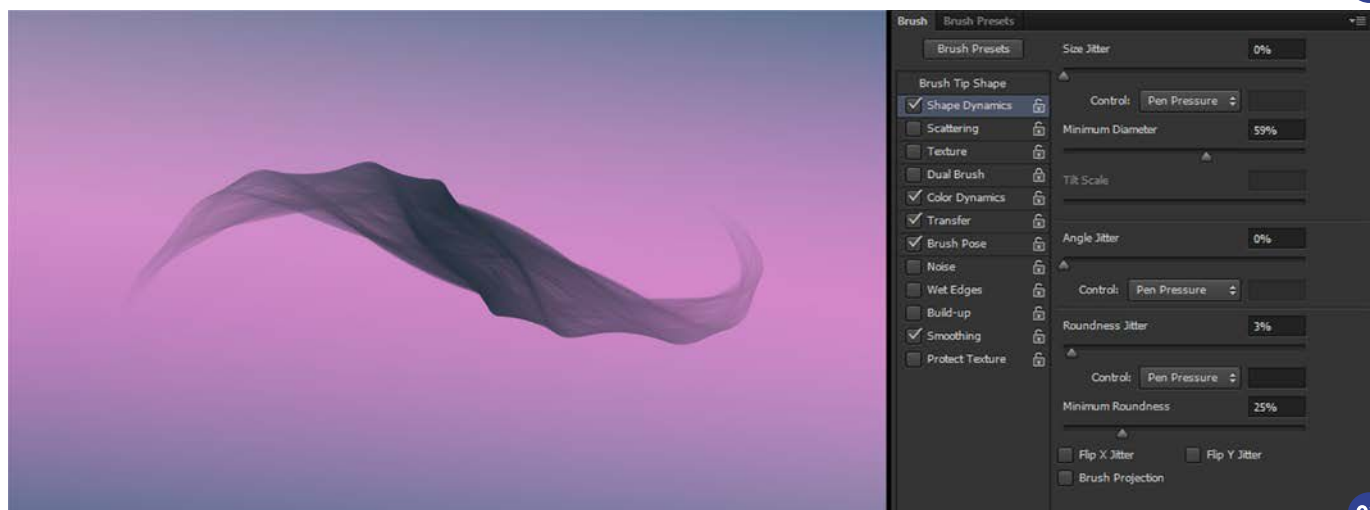 Brush Brush Presets
Brush Presets
Brush Tip Shape
Shape Dynamics
Scattering
Texture
Dual Brush
Color Dynamics
Transfer
Brush Pose
Noise
Wet Edges
Build-up
Smoothing
Protect Texture
Size Jitter 0%
Control: Pen Pressure
Minimum Diameter 59%
Tilt Scale
Angle Jitter 0%
Control: Pen Pressure
Roundness Jitter 3%
Control: Pen Pressure
Minimum Roundness 25%
Flip X Jitter Flip Y Jitter
Brush Projection